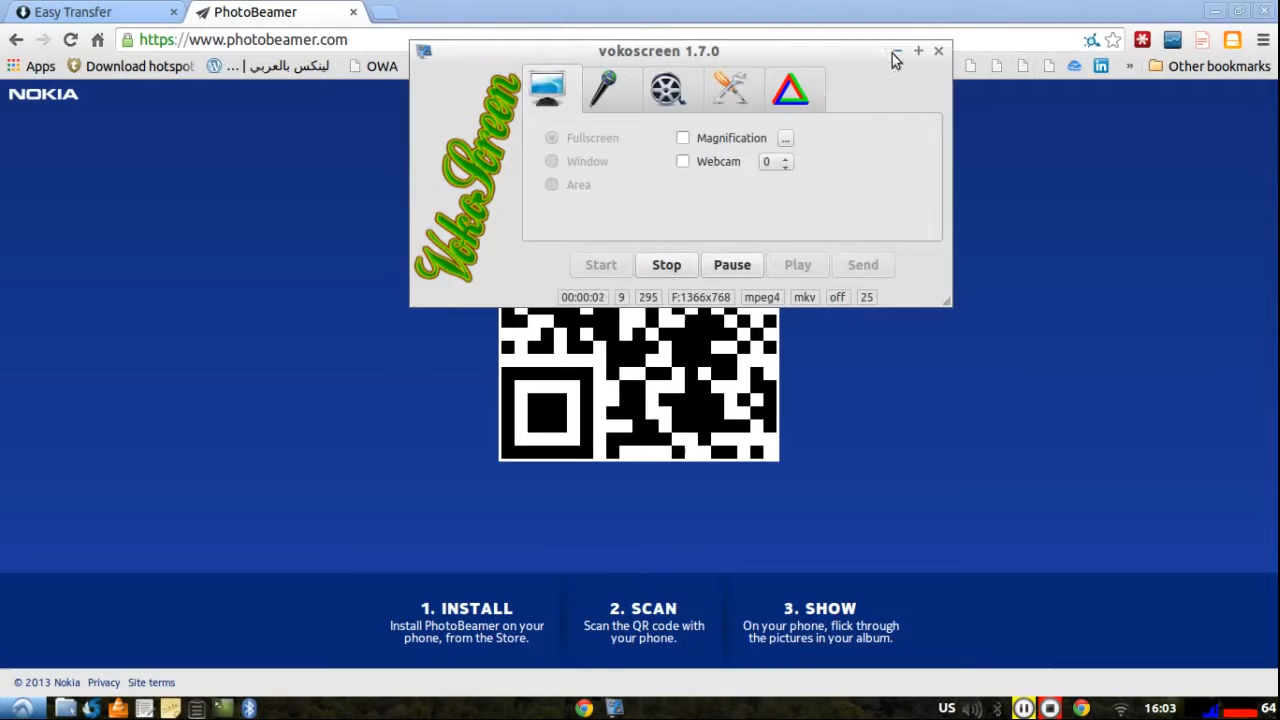 Easy Transfer
PhotoBeamer
https://www.photobeamer.com
Apps
Download hotspot
لينكس بالعربي | ...
OWA
»
Other bookmarks
NOKIA
vokoscreen 1.7.0
VokoScreen
Fullscreen
Magnification
...
Window
Webcam
0
Area
Start
Stop
Pause
Play
Send
00:00:02
9
295
F:1366x768
mpeg4
mkv
off
25
1. INSTALL
Install PhotoBeamer on your
phone, from the Store.
2. SCAN
Scan the QR code with
your phone.
3. SHOW
On your phone, flick through
the pictures in your album.
© 2013 Nokia
Privacy
Site terms
US
16:03
64